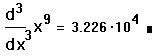 d³/dx³ x⁹ = 3.226·10⁴